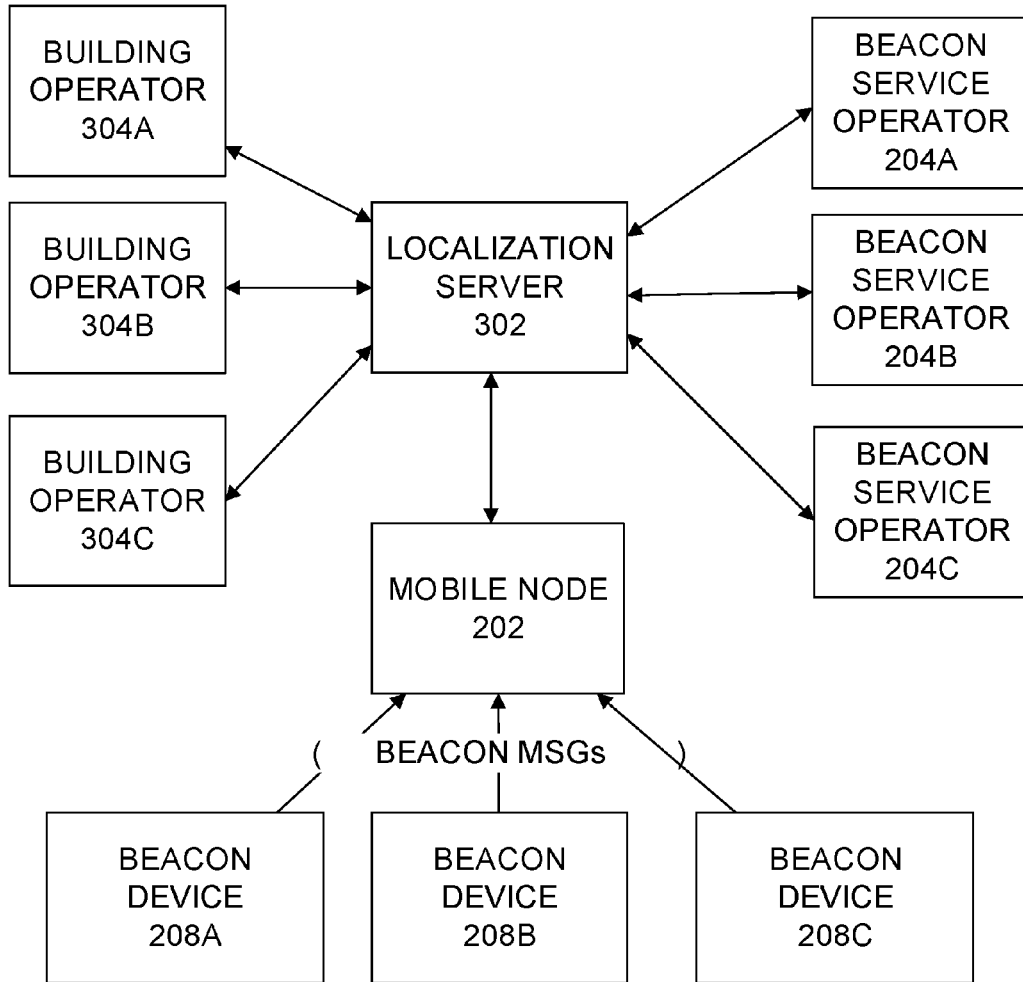 BUILDING
OPERATOR
304A
BEACON
SERVICE
OPERATOR
204A
BUILDING
OPERATOR
304B
LOCALIZATION
SERVER
302
BEACON
SERVICE
OPERATOR
204B
BUILDING
OPERATOR
304C
BEACON
SERVICE
OPERATOR
204C
MOBILE NODE
202
( BEACON MSGs )
BEACON
DEVICE
208A
BEACON
DEVICE
208B
BEACON
DEVICE
208C